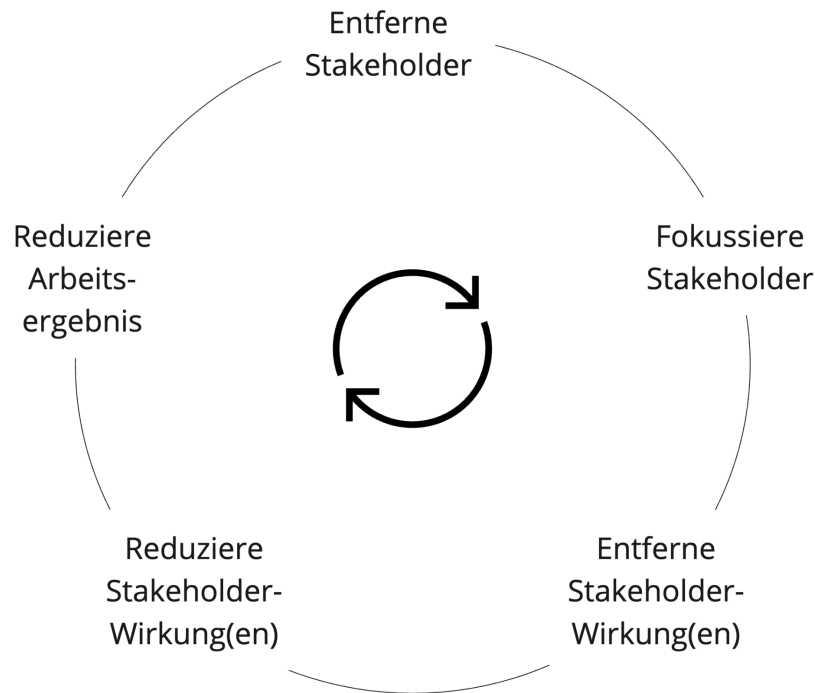 Entferne
Stakeholder
Fokussiere
Stakeholder
Entferne
Stakeholder-
Wirkung(en)
Reduziere
Stakeholder-
Wirkung(en)
Reduziere
Arbeits-
ergebnis